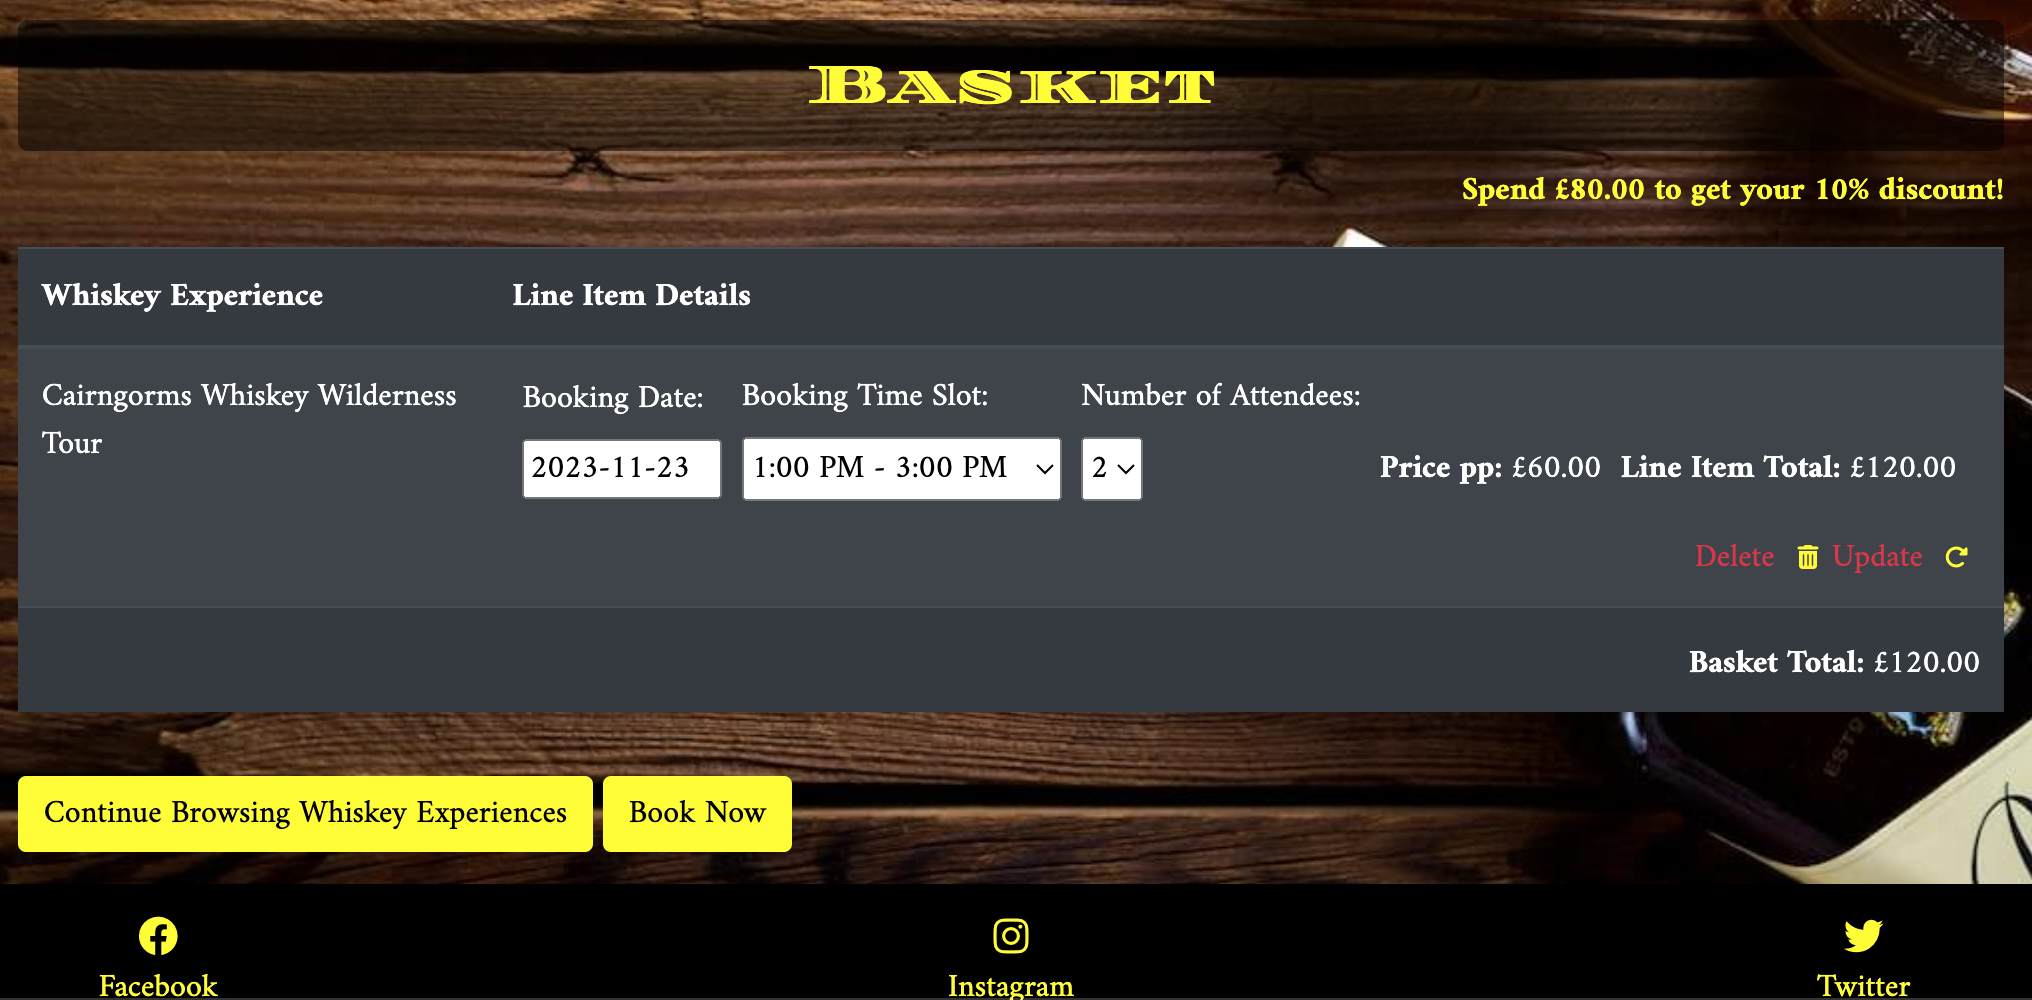 Basket
Spend £80.00 to get your 10% discount!
Whiskey Experience Line Item Details
Cairngorms Whiskey Wilderness
Tour
Booking Date: Booking Time Slot: Number of Attendees:
2023-11-23 1:00 PM - 3:00 PM 2 Price pp: £60.00 Line Item Total: £120.00
Delete Update
Basket Total: £120.00
ESTD
Continue Browsing Whiskey Experiences Book Now
Facebook Instagram Twitter